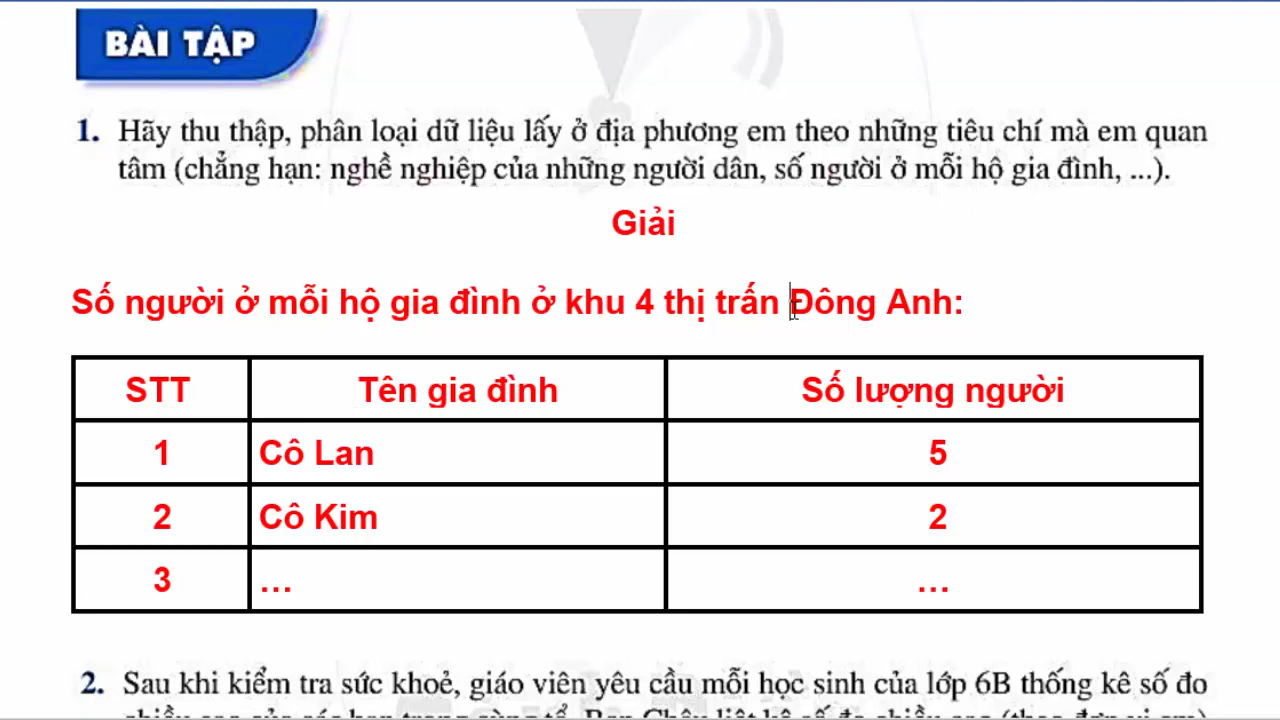 BÀI TẬP
1. Hãy thu thập, phân loại dữ liệu lấy ở địa phương em theo những tiêu chí mà em quan
tâm (chẳng hạn: nghề nghiệp của những người dân, số người ở mỗi hộ gia đình, ...).
Giải
Số người ở mỗi hộ gia đình ở khu 4 thị trấn Đông Anh:
STT Tên gia đình Số lượng người
1 Cô Lan 5
2 Cô Kim 2
3 ... ...
2. Sau khi kiểm tra sức khoẻ, giáo viên yêu cầu mỗi học sinh của lớp 6B thống kê số đo